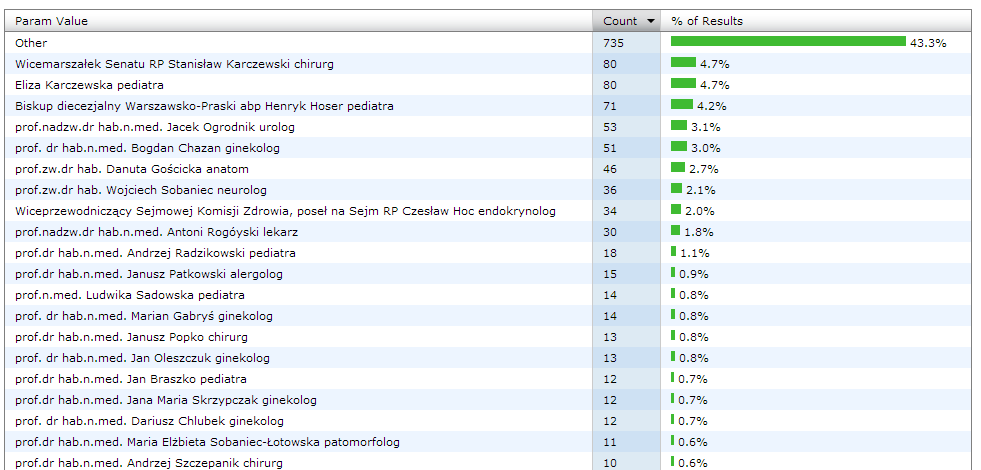 Param Value Count % of Results
Other 735 43.3%
Wicemarszałek Senatu RP Stanisław Karczewski chirurg 80 4.7%
Eliza Karczewska pediatra 80 4.7%
Biskup diecezjalny Warszawsko-Praski abp Henryk Hoser pediatra 71 4.2%
prof.nadzw.dr hab.n.med. Jacek Ogrodnik urolog 53 3.1%
prof. dr hab.n.med. Bogdan Chazan ginekolog 51 3.0%
prof.zw.dr hab. Danuta Gościcka anatom 46 2.7%
prof.zw.dr hab. Wojciech Sobaniec neurolog 36 2.1%
Wiceprzewodniczący Sejmowej Komisji Zdrowia, poseł na Sejm RP Czesław Hoc endokrynolog 34 2.0%
prof.nadzw.dr hab.n.med. Antoni Rogóyski lekarz 30 1.8%
prof.dr hab.n.med. Andrzej Radzikowski pediatra 18 1.1%
prof.dr hab.n.med. Janusz Patkowski alergolog 15 0.9%
prof.n.med. Ludwika Sadowska pediatra 14 0.8%
prof. dr hab.n.med. Marian Gabryś ginekolog 14 0.8%
prof.dr hab.n.med. Janusz Popko chirurg 13 0.8%
prof. dr hab.n.med. Jan Oleszczuk ginekolog 13 0.8%
prof.dr hab.n.med. Jan Braszko pediatra 12 0.7%
prof.dr hab.n.med. Jana Maria Skrzypczak ginekolog 12 0.7%
prof. dr hab.n.med. Dariusz Chlubek ginekolog 12 0.7%
prof.dr hab.n.med. Maria Elżbieta Sobaniec-Łotowska patomorfolog 11 0.6%
prof.dr hab.n.med. Andrzej Szczepanik chirurg 10 0.6%